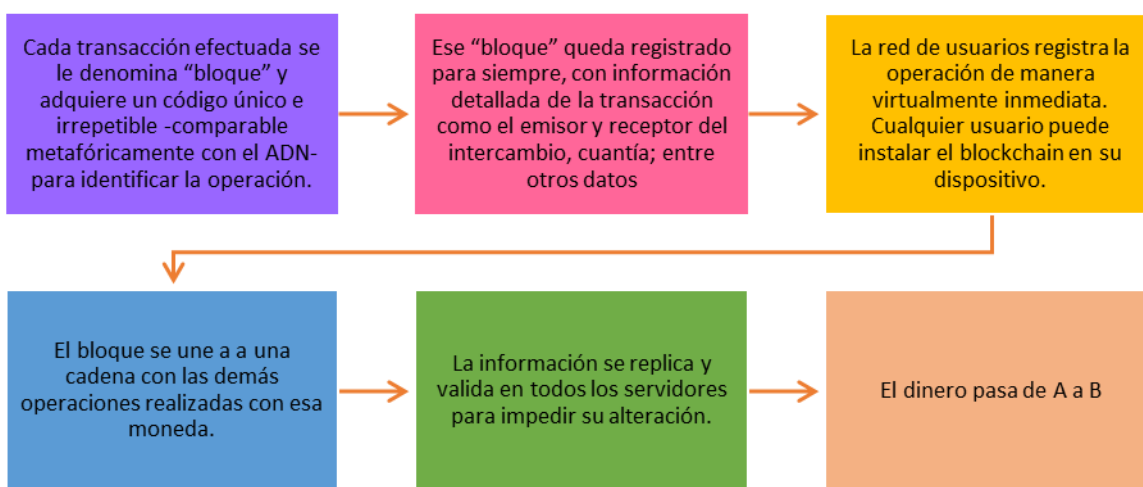 Cada transacción efectuada se
le denomina “bloque” y
adquiere un código único e
irrepetible -comparable
metafóricamente con el ADN-
para identificar la operación.
Ese “bloque” queda registrado
para siempre, con información
detallada de la transacción
como el emisor y receptor del
intercambio, cuantía; entre
otros datos
La red de usuarios registra la
operación de manera
virtualmente inmediata.
Cualquier usuario puede
instalar el blockchain en su
dispositivo.
El bloque se une a a una
cadena con las demás
operaciones realizadas con esa
moneda.
La información se replica y
valida en todos los servidores
para impedir su alteración.
El dinero pasa de A a B